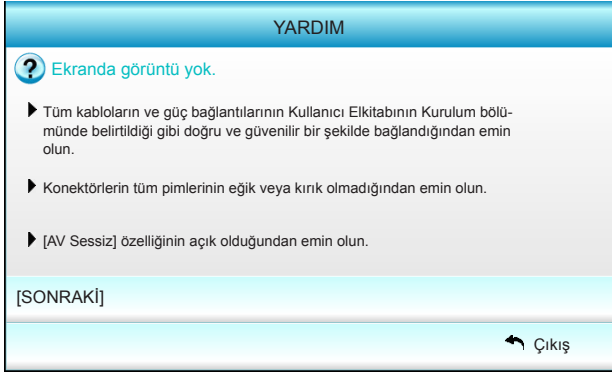 YARDIM
? Ekranda görüntü yok.
Tüm kabloların ve güç bağlantılarının Kullanıcı Elkitabının Kurulum bölü-
münde belirtildiği gibi doğru ve güvenilir bir şekilde bağlandığından emin
olun.
Konektörlerin tüm pimlerinin eğik veya kırık olmadığından emin olun.
[AV Sessiz] özelliğinin açık olduğundan emin olun.
[SONRAKİ]
Çıkış